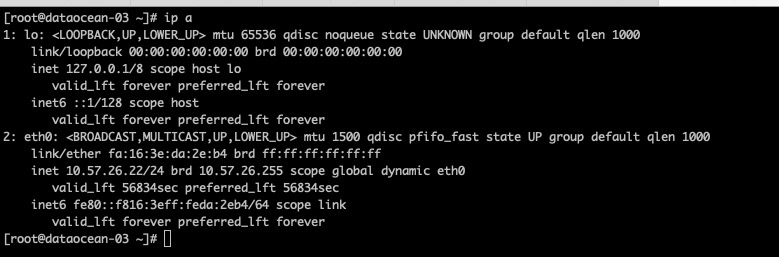 [root@dataocean-03 ~]# ip a
1: lo: <LOOPBACK,UP,LOWER_UP> mtu 65536 qdisc noqueue state UNKNOWN group default qlen 1000
    link/loopback 00:00:00:00:00:00 brd 00:00:00:00:00:00
    inet 127.0.0.1/8 scope host lo
       valid_lft forever preferred_lft forever
    inet6 ::1/128 scope host
       valid_lft forever preferred_lft forever
2: eth0: <BROADCAST,MULTICAST,UP,LOWER_UP> mtu 1500 qdisc pfifo_fast state UP group default qlen 1000
    link/ether fa:16:3e:da:2e:b4 brd ff:ff:ff:ff:ff:ff
    inet 10.57.26.22/24 brd 10.57.26.255 scope global dynamic eth0
       valid_lft 56834sec preferred_lft 56834sec
    inet6 fe80::f816:3eff:feda:2eb4/64 scope link
       valid_lft forever preferred_lft forever
[root@dataocean-03 ~]#